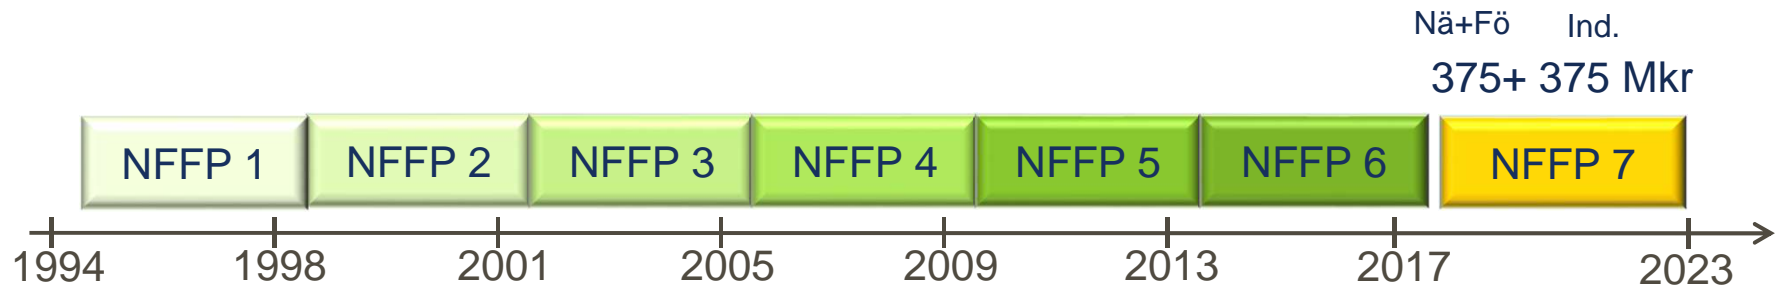 Nä+Fö Ind.
375+ 375 Mkr
NFFP 1 NFFP 2 NFFP 3 NFFP 4 NFFP 5 NFFP 6 NFFP 7
1994 1998 2001 2005 2009 2013 2017 2023